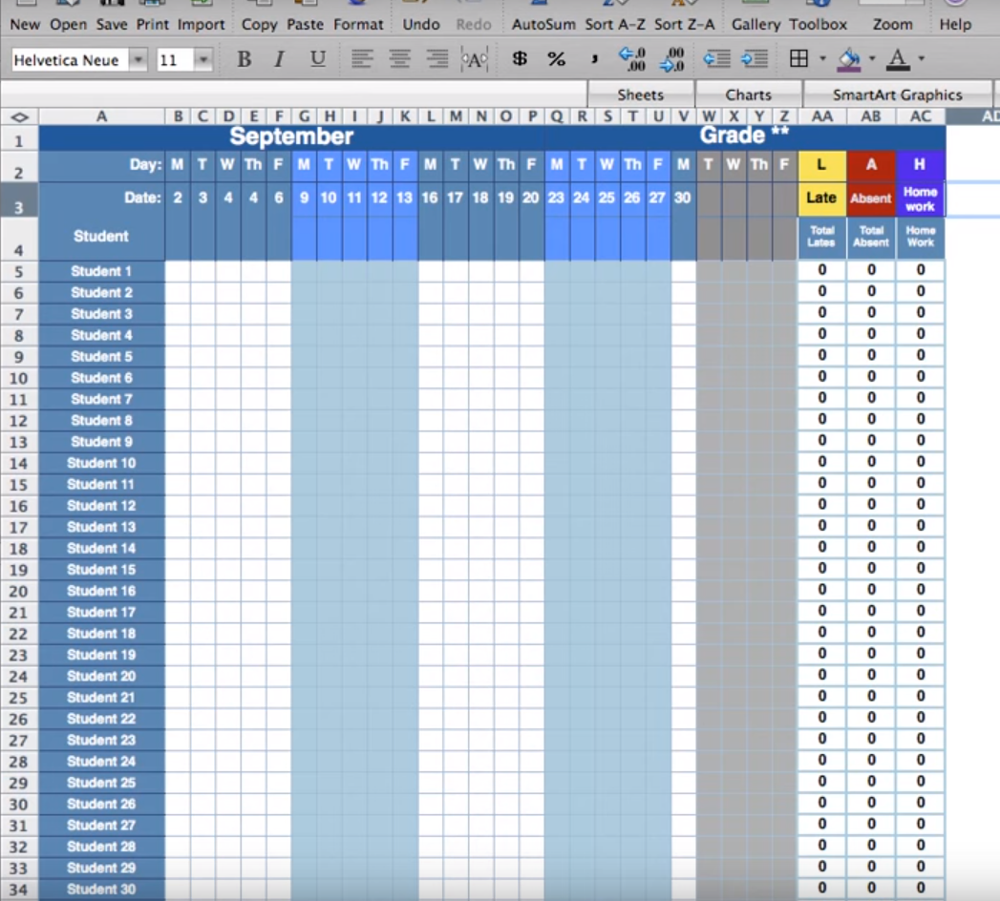 New Open Save Print Import Copy Paste Format Undo Redo AutoSum Sort A-Z Sort Z-A Gallery Toolbox Zoom Help
Helvetica Neue 11 B I U A $ % , .0 .00 .00 .0 A
Sheets Charts SmartArt Graphics
A B C D E F G H I J K L M N O P Q R S T U V W X Y Z AA AB AC AD
1 September Grade **
2 Day: M T W Th F M T W Th F M T W Th F M T W Th F M T W Th F L A H
3 Date: 2 3 4 4 6 9 10 11 12 13 16 17 18 19 20 23 24 25 26 27 30 Late Absent Home work
4 Student Total Lates Total Absent Home Work
5 Student 1 0 0 0
6 Student 2 0 0 0
7 Student 3 0 0 0
8 Student 4 0 0 0
9 Student 5 0 0 0
10 Student 6 0 0 0
11 Student 7 0 0 0
12 Student 8 0 0 0
13 Student 9 0 0 0
14 Student 10 0 0 0
15 Student 11 0 0 0
16 Student 12 0 0 0
17 Student 13 0 0 0
18 Student 14 0 0 0
19 Student 15 0 0 0
20 Student 16 0 0 0
21 Student 17 0 0 0
22 Student 18 0 0 0
23 Student 19 0 0 0
24 Student 20 0 0 0
25 Student 21 0 0 0
26 Student 22 0 0 0
27 Student 23 0 0 0
28 Student 24 0 0 0
29 Student 25 0 0 0
30 Student 26 0 0 0
31 Student 27 0 0 0
32 Student 28 0 0 0
33 Student 29 0 0 0
34 Student 30 0 0 0